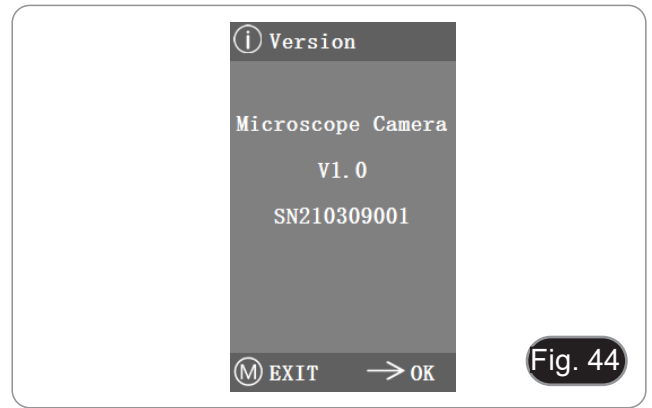 i Version
Microscope Camera
V1.0
SN210309001
M EXIT → OK
Fig. 44